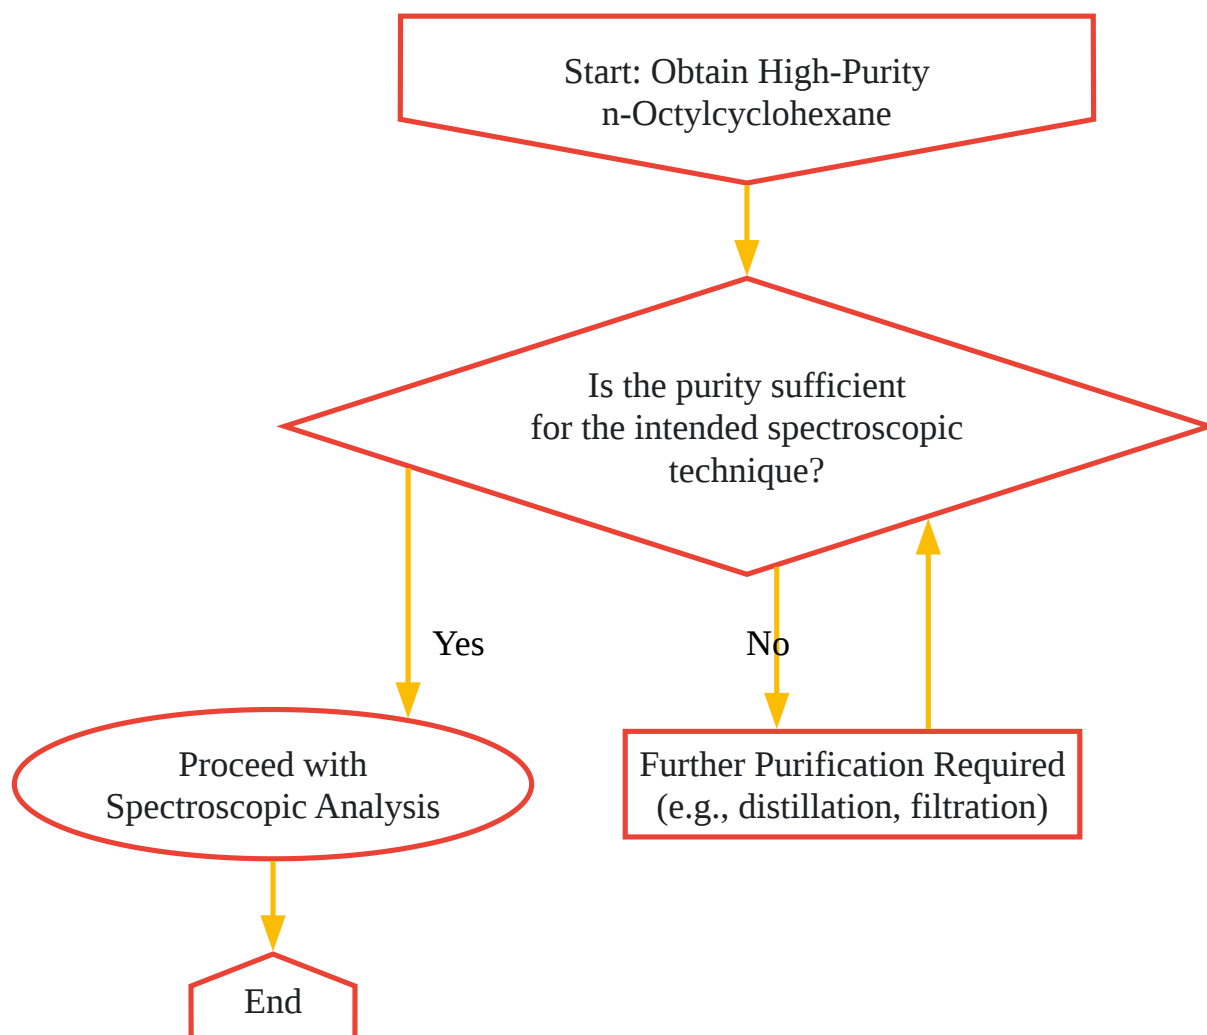 Start: Obtain High-Purity
n-Octylcyclohexane
Is the purity sufficient
for the intended spectroscopic
technique?
Yes
No
Proceed with
Spectroscopic Analysis
Further Purification Required
(e.g., distillation, filtration)
End